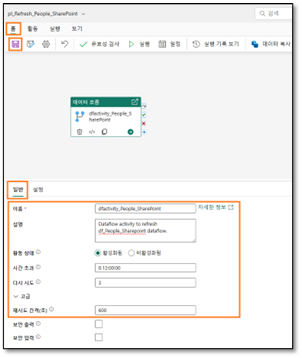 pl_Refresh_People_SharePoint
검색
홈 활동 실행 보기
유효성 검사 실행 일정 실행 기록 보기 데이터 복사
데이터 흐름
dfactivity_People_S
harePoint
일반 설정
이름 * dfactivity_People_SharePoint 자세한 정보
설명 Dataflow activity to refresh
df_People_Sharepoint dataflow.
활동 상태 활성화됨 비활성화됨
시간 초과 0.12:00:00
다시 시도 3
고급
재시도 간격(초) 600
보안 출력
보안 입력